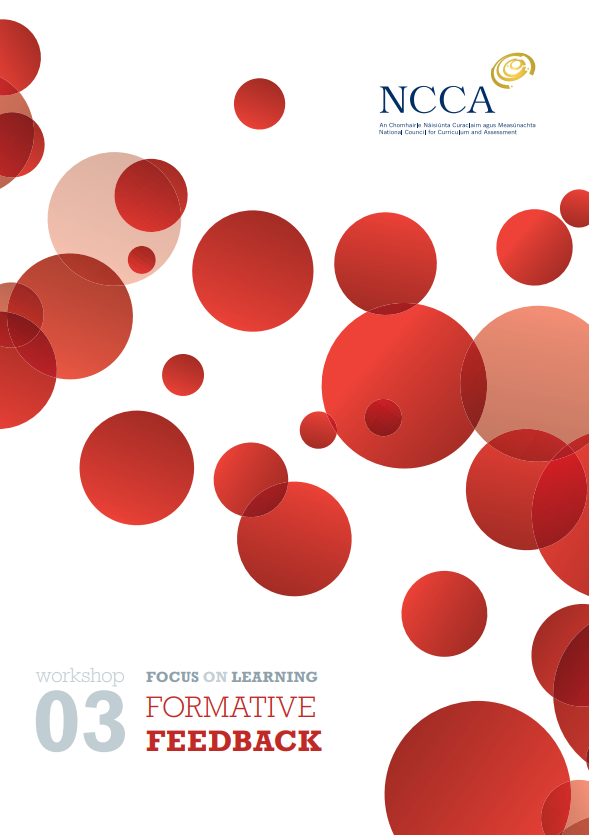 NCCA
An Chomhairle Náisiúnta Curaclaim agus Measúnachta
National Council for Curriculum and Assessment
workshop
03
FOCUS ON LEARNING
FORMATIVE
FEEDBACK